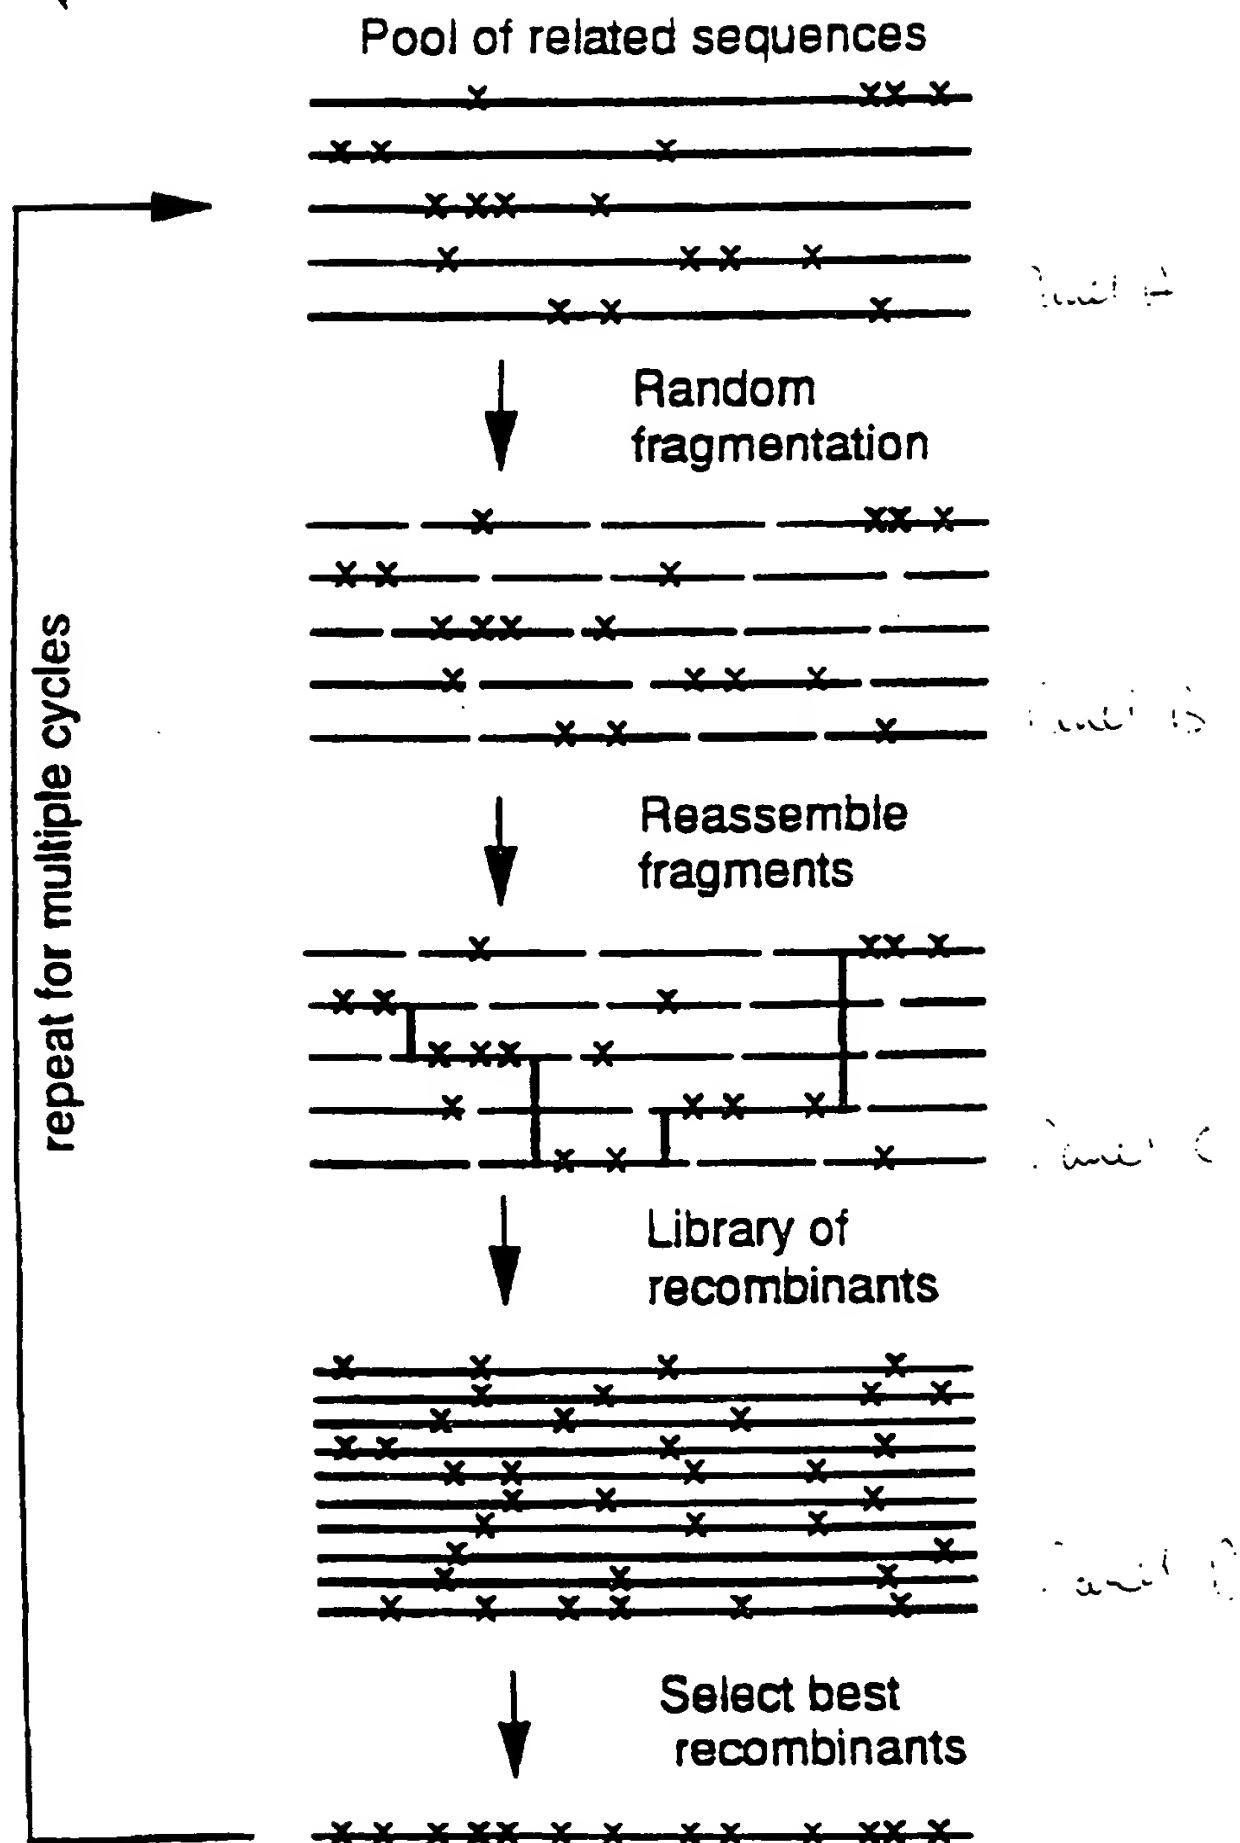 Pool of related sequences
Random
fragmentation
Reassemble
fragments
repeat for multiple cycles
Library of
recombinants
Select best
recombinants